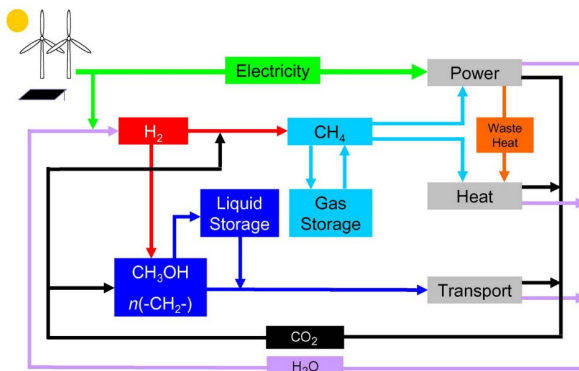 Electricity
Power
H₂
CH₄
Waste
Heat
Liquid
Storage
Gas
Storage
Heat
CH₃OH
n(-CH₂-)
Transport
CO₂
H₂O